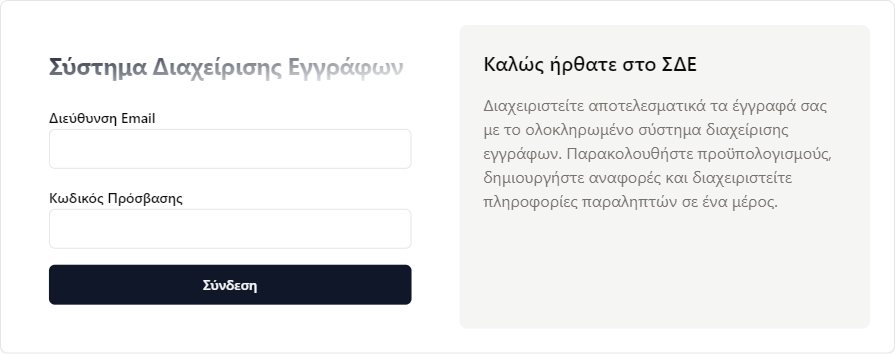 Σύστημα Διαχείρισης Εγγράφων
Διεύθυνση Email
Κωδικός Πρόσβασης
Σύνδεση
Καλώς ήρθατε στο ΣΔΕ
Διαχειριστείτε αποτελεσματικά τα έγγραφά σας
με το ολοκληρωμένο σύστημα διαχείρισης
εγγράφων. Παρακολουθήστε προϋπολογισμούς,
δημιουργήστε αναφορές και διαχειριστείτε
πληροφορίες παραληπτών σε ένα μέρος.